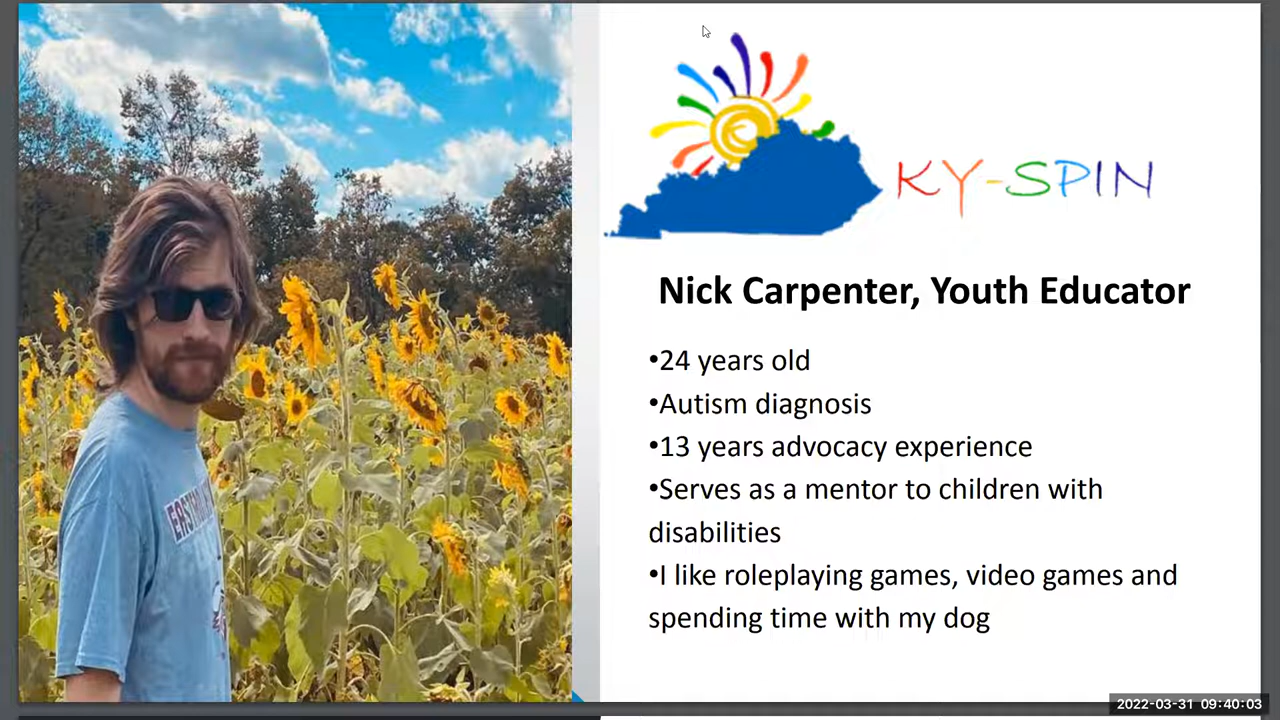 KY-SPIN
Nick Carpenter, Youth Educator
•24 years old
•Autism diagnosis
•13 years advocacy experience
•Serves as a mentor to children with
disabilities
•I like roleplaying games, video games and
spending time with my dog
2022-03-31 09:40:03